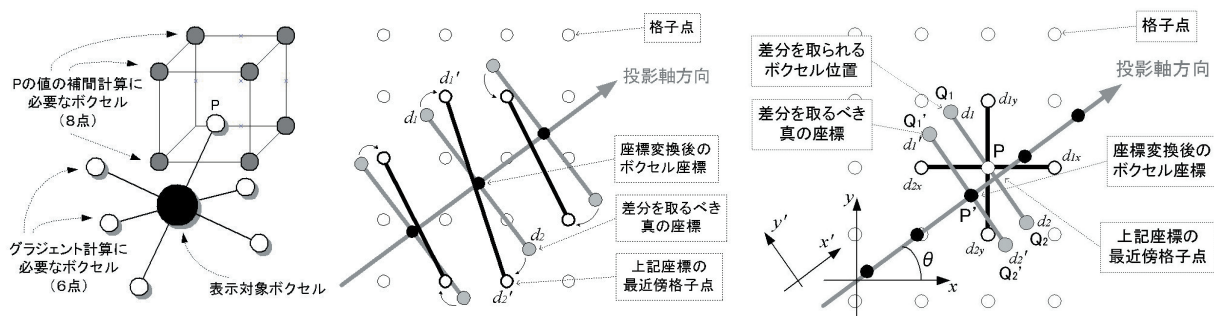 Pの値の補間計算に
必要なボクセル
(8点)
P
グラジェント計算に
必要なボクセル
(6点)
表示対象ボクセル
格子点
投影軸方向
d1'
d1
座標変換後の
ボクセル座標
差分を取るべき
真の座標
d2
上記座標の
最近傍格子点
d2'
格子点
差分を取られる
ボクセル位置
投影軸方向
Q1
d1
d1y
差分を取るべき
真の座標
Q1'
d1'
P
d1x
d2x
座標変換後の
ボクセル座標
P'
y
y'
x'
d2
Q2
d2y
d2'
Q2'
上記座標の
最近傍格子点
θ
x